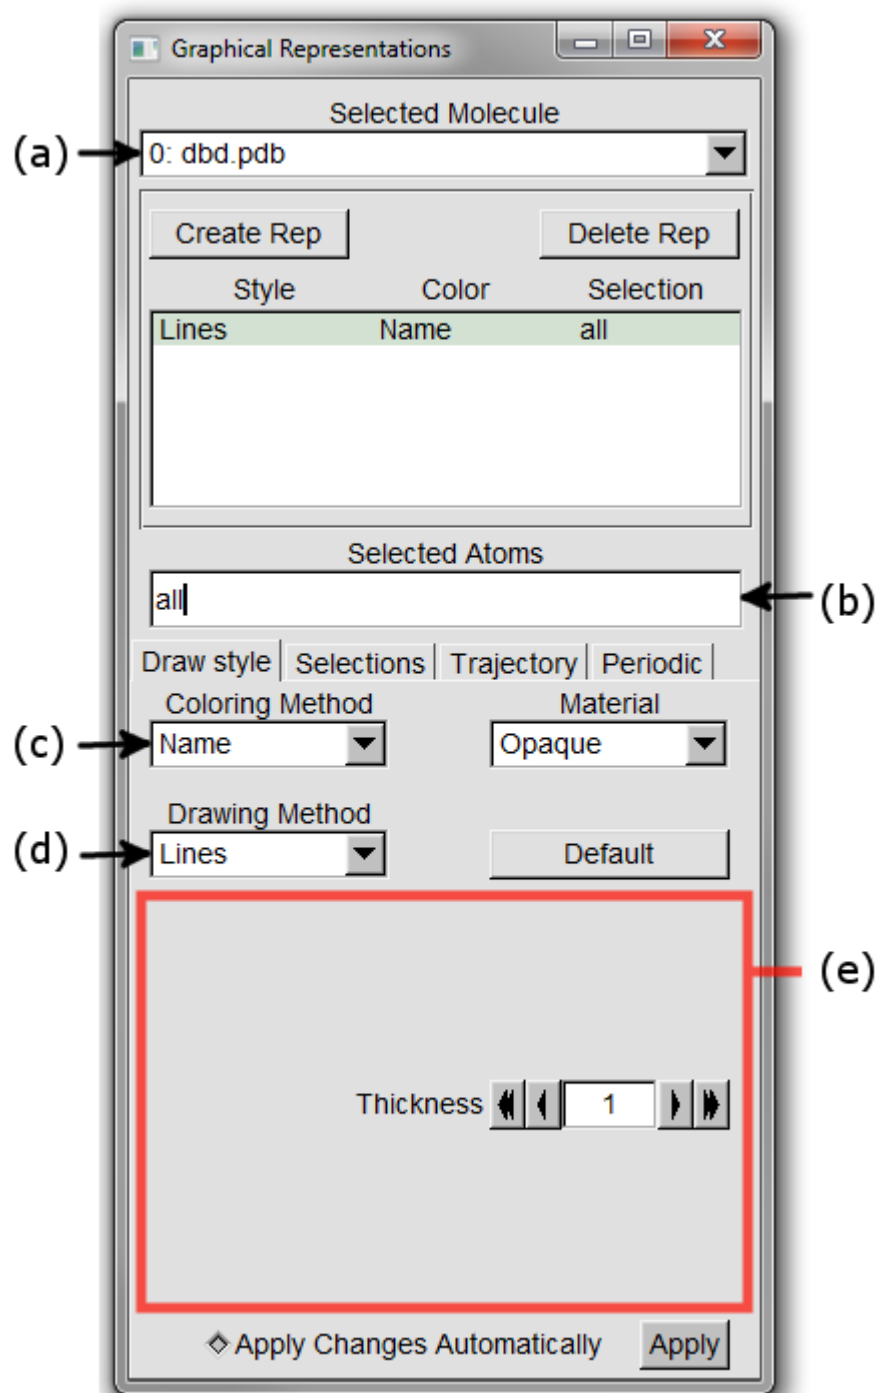 Graphical Representations
Selected Molecule
(a) 0: dbd.pdb
Create Rep Delete Rep
Style Color Selection
Lines Name all
Selected Atoms
all (b)
Draw style Selections Trajectory Periodic
Coloring Method Material
(c) Name Opaque
Drawing Method
(d) Lines Default
(e)
Thickness 1
Apply Changes Automatically Apply